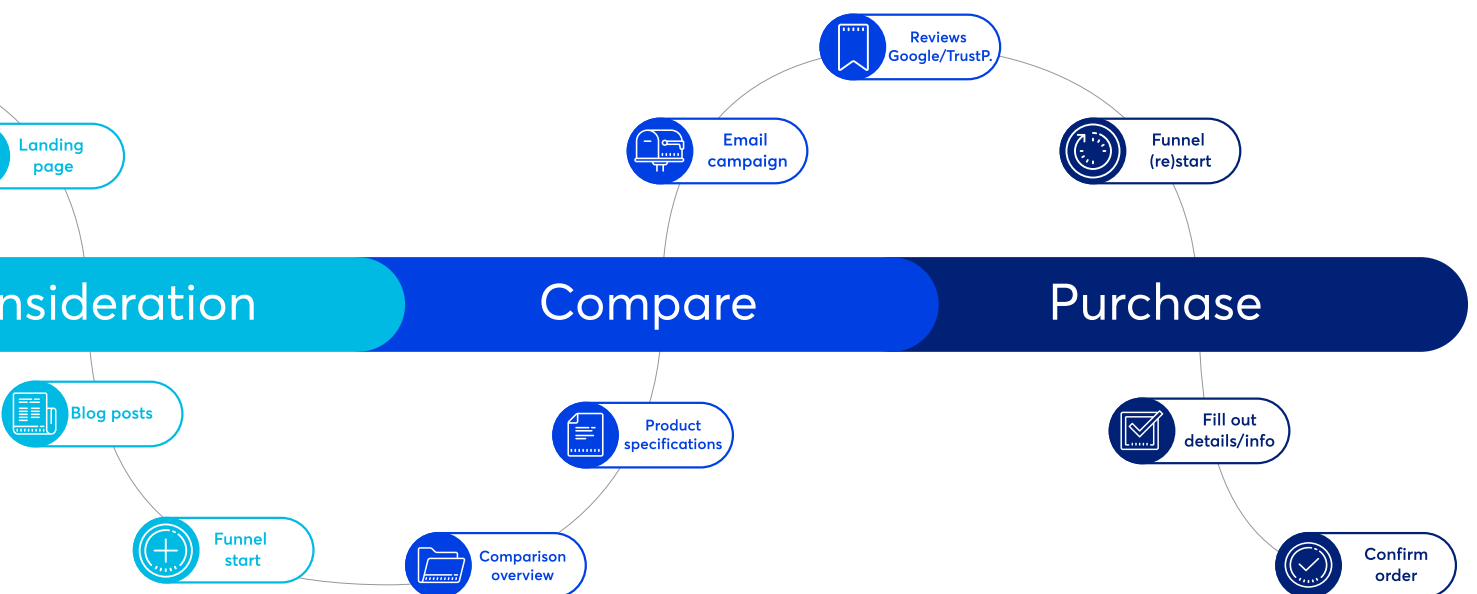 Reviews
Google/TrustP.
Email
campaign
Funnel
(re)start
Landing
page
nsideration
Compare
Purchase
Blog posts
Product
specifications
Fill out
details/info
Funnel
start
Comparison
overview
Confirm
order